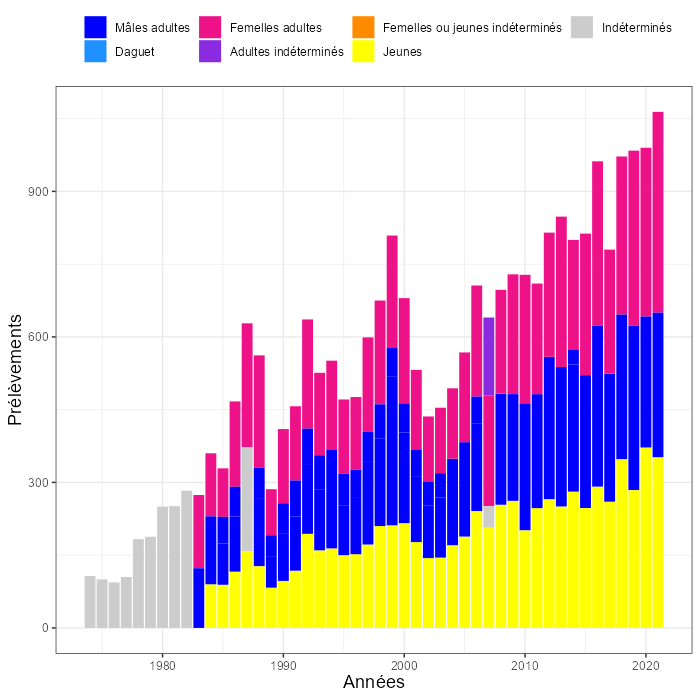 Mâles adultes Femelles adultes Femelles ou jeunes indéterminés Indéterminés
Daguet Adultes indéterminés Jeunes
900
600
300
0
Prélèvements
1980 1990 2000 2010 2020
Années